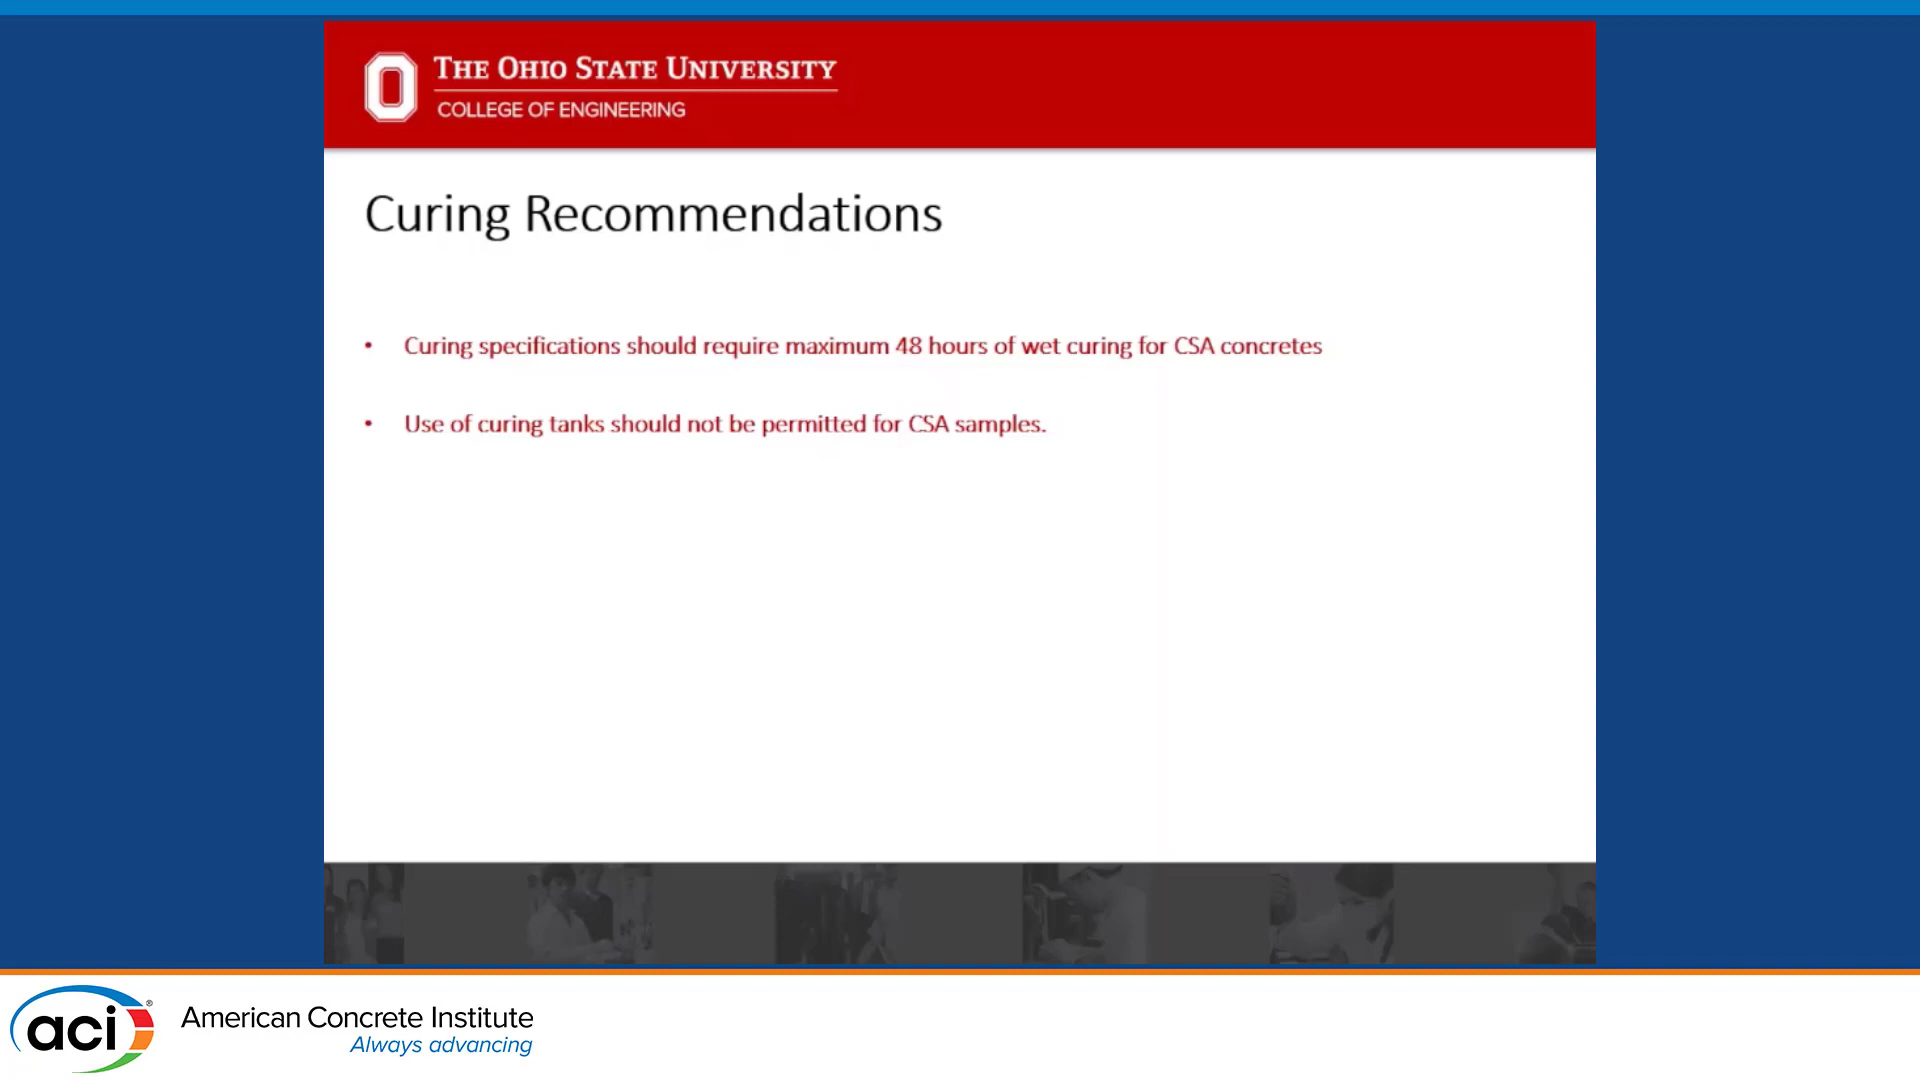 THE OHIO STATE UNIVERSITY
COLLEGE OF ENGINEERING
Curing Recommendations
• Curing specifications should require maximum 48 hours of wet curing for CSA concretes
• Use of curing tanks should not be permitted for CSA samples.
aci®
American Concrete Institute
Always advancing